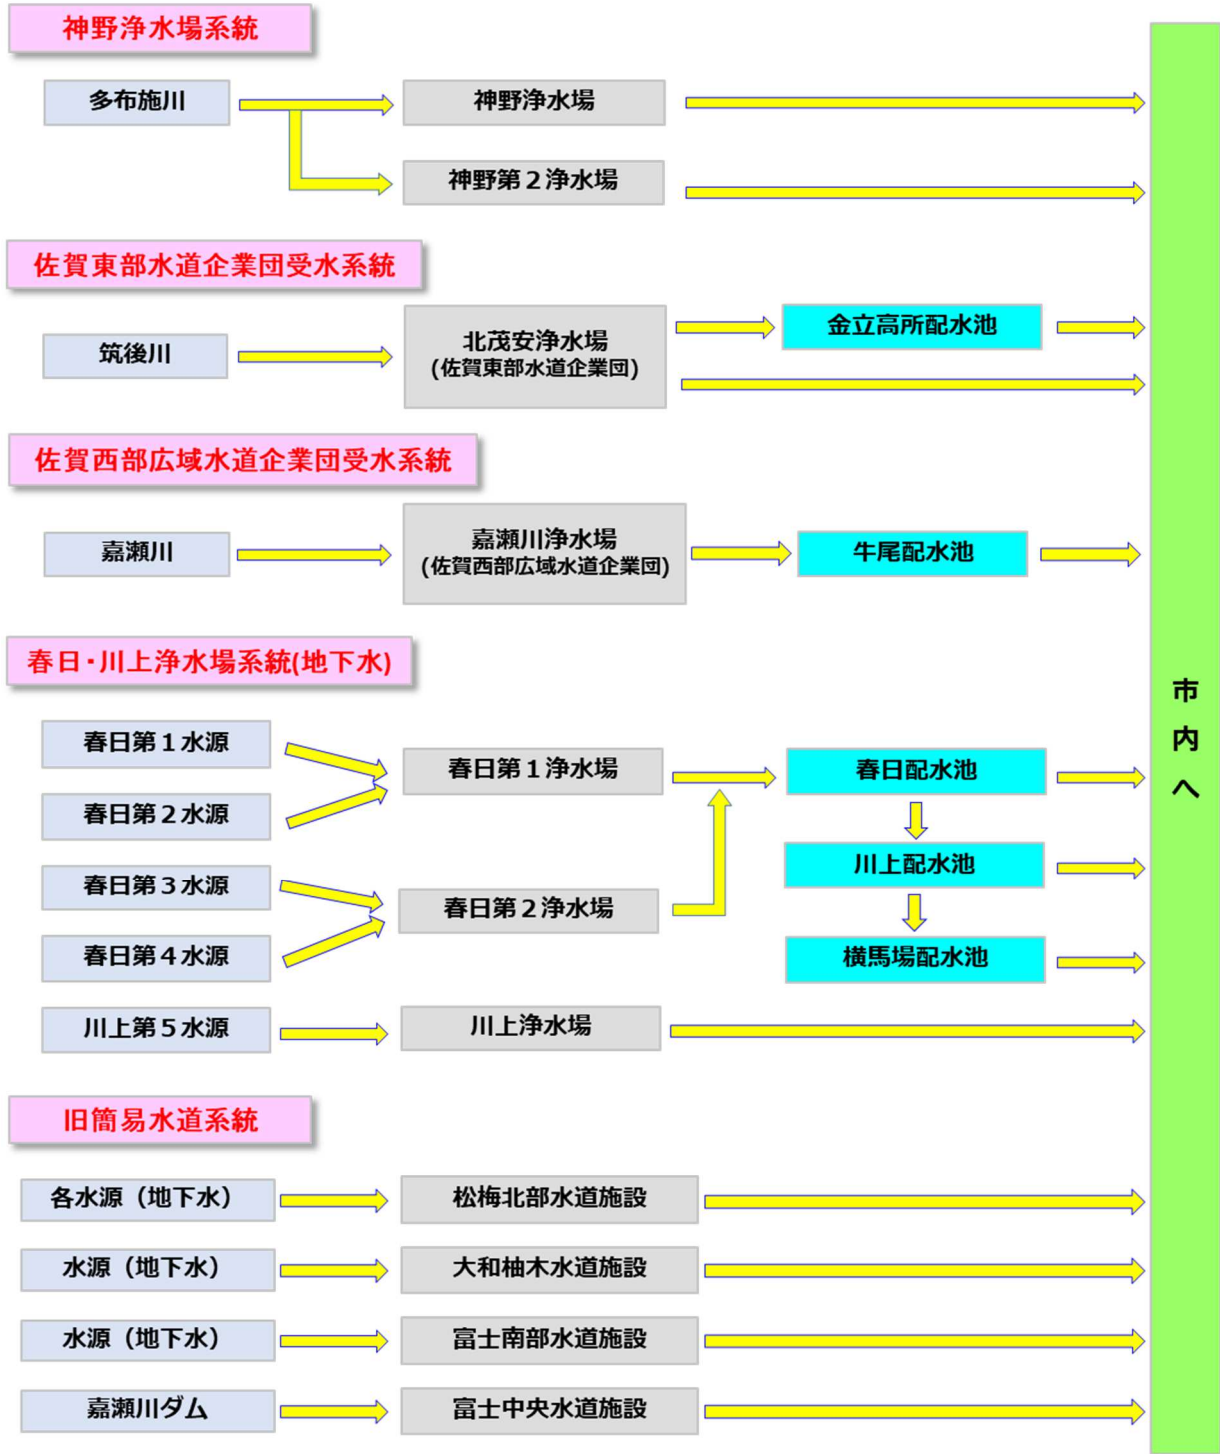 神野浄水場系統
多布施川
神野浄水場
神野第２浄水場
佐賀東部水道企業団受水系統
筑後川
北茂安浄水場
(佐賀東部水道企業団)
金立高所配水池
佐賀西部広域水道企業団受水系統
嘉瀬川
嘉瀬川浄水場
(佐賀西部広域水道企業団)
牛尾配水池
春日・川上浄水場系統(地下水)
春日第１水源
春日第２水源
春日第３水源
春日第４水源
川上第５水源
春日第１浄水場
春日第２浄水場
川上浄水場
春日配水池
川上配水池
横馬場配水池
旧簡易水道系統
各水源（地下水）
松梅北部水道施設
水源（地下水）
大和柚木水道施設
水源（地下水）
富士南部水道施設
嘉瀬川ダム
富士中央水道施設
市内へ